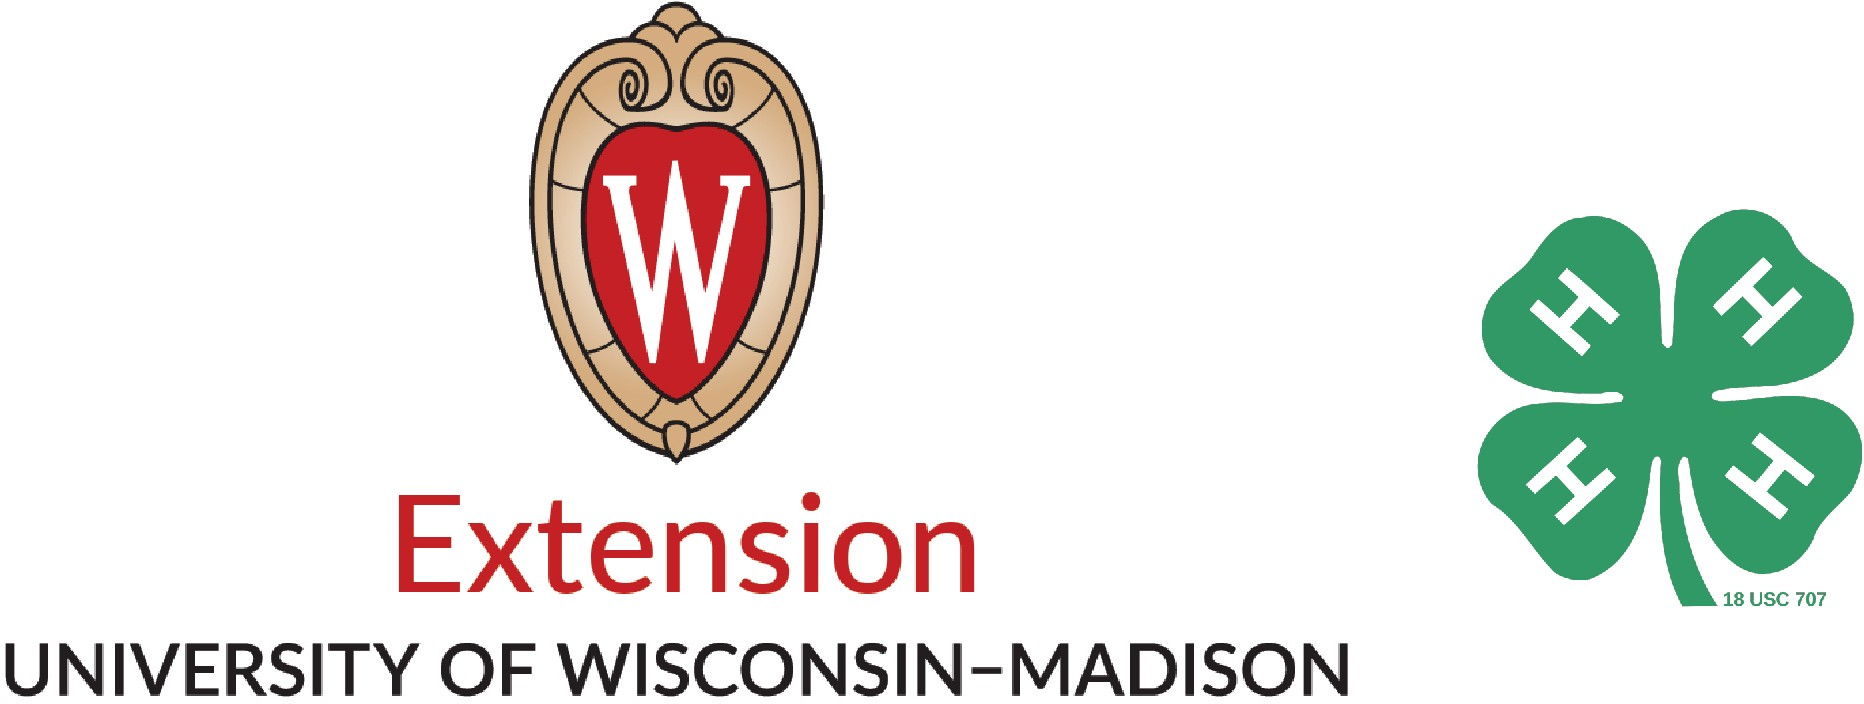 W
Extension
UNIVERSITY OF WISCONSIN–MADISON
H H
H H
18 USC 707